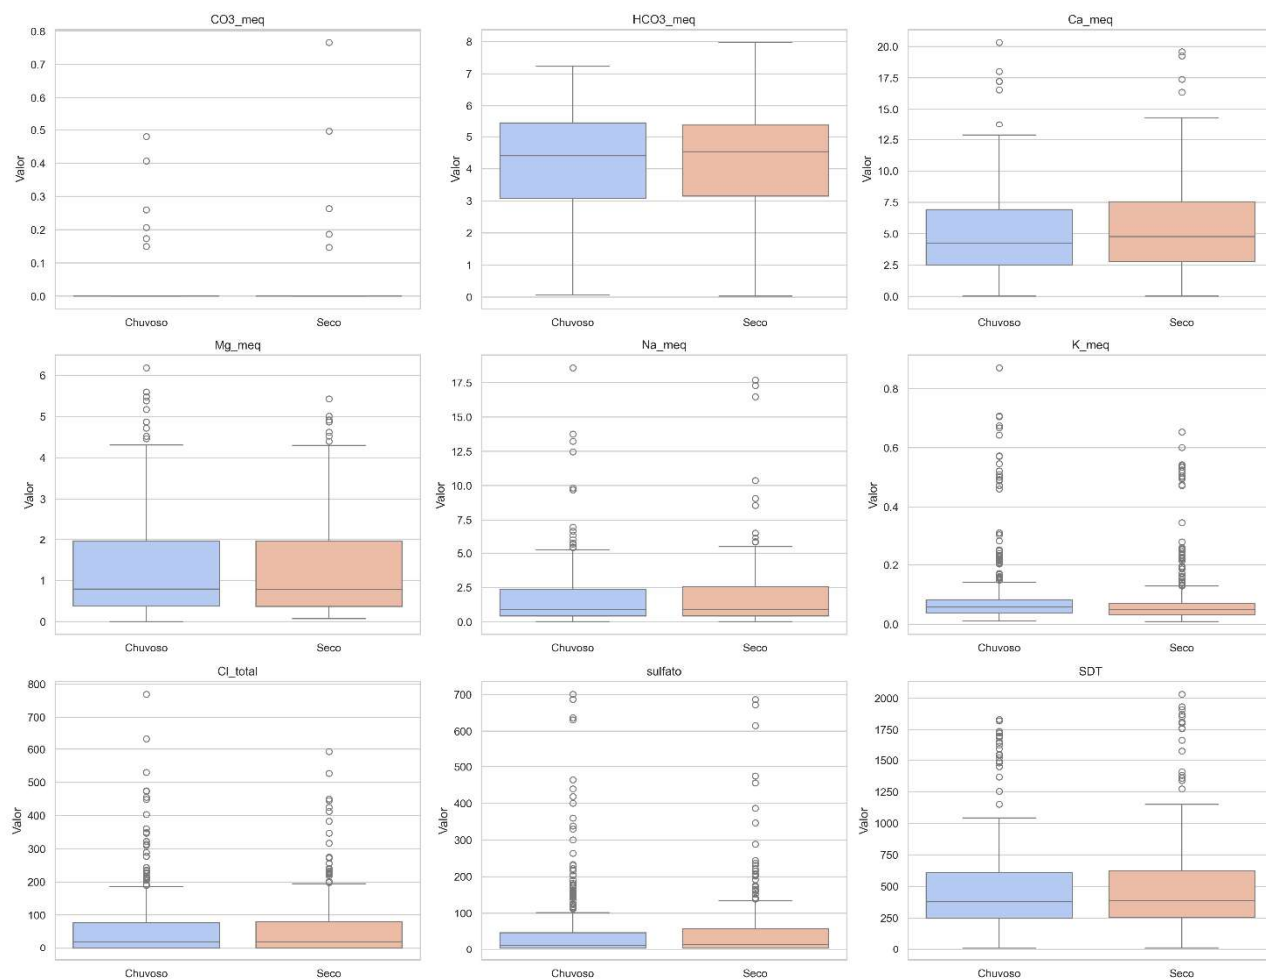 CO3_meq
0.8
0.7
0.6
0.5
0.4
0.3
0.2
0.1
0.0
Valor
Chuvoso Seco
HCO3_meq
8
7
6
5
4
3
2
1
0
Valor
Chuvoso Seco
Ca_meq
20.0
17.5
15.0
12.5
10.0
7.5
5.0
2.5
0.0
Valor
Chuvoso Seco
Mg_meq
6
5
4
3
2
1
0
Valor
Chuvoso Seco
Na_meq
17.5
15.0
12.5
10.0
7.5
5.0
2.5
0.0
Valor
Chuvoso Seco
K_meq
0.8
0.6
0.4
0.2
0.0
Valor
Chuvoso Seco
Cl_total
800
700
600
500
400
300
200
100
0
Valor
Chuvoso Seco
sulfato
700
600
500
400
300
200
100
0
Valor
Chuvoso Seco
SDT
2000
1750
1500
1250
1000
750
500
250
0
Valor
Chuvoso Seco